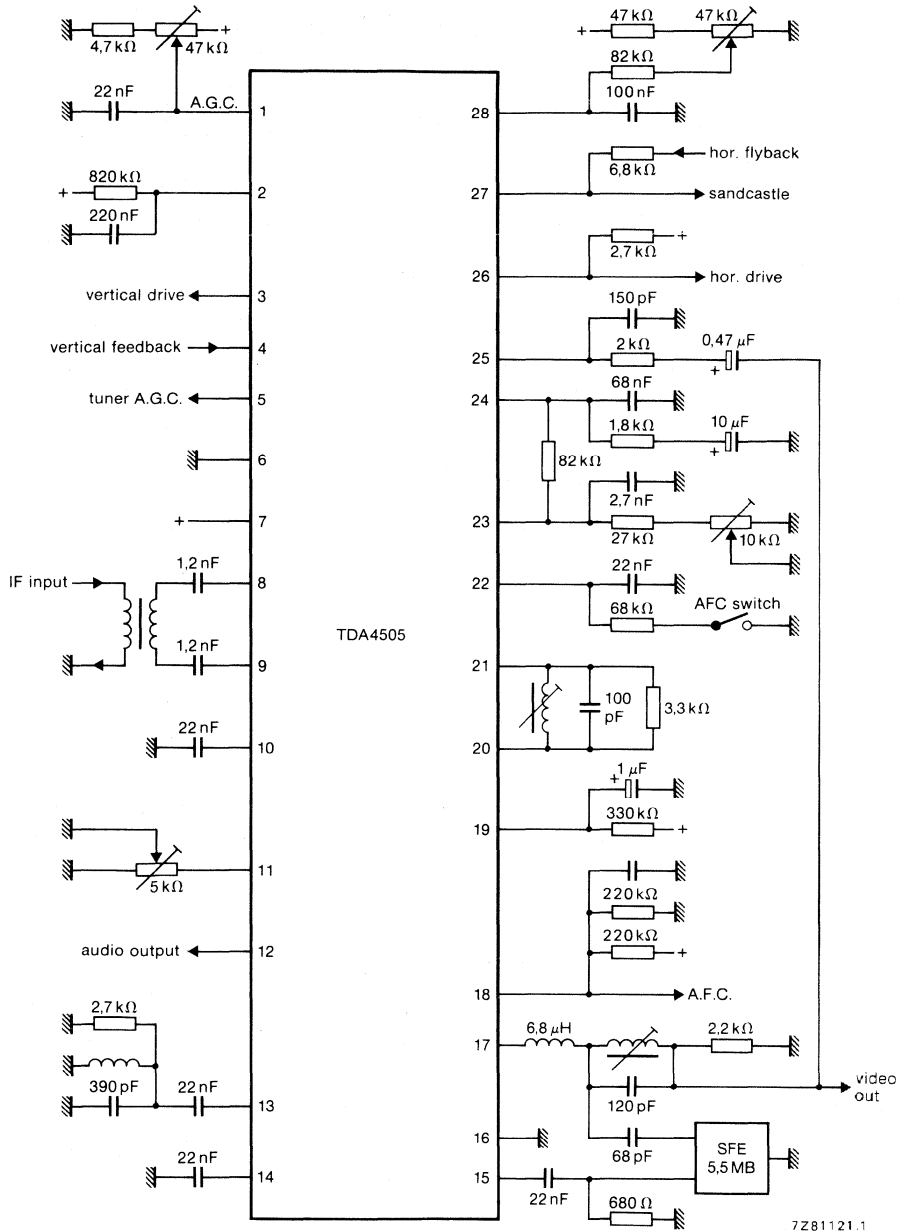 4,7 kΩ
47 kΩ
+
22 nF
A.G.C.
1
+
820 kΩ
220 nF
2
vertical drive
3
vertical feedback
4
tuner A.G.C.
5
6
+
7
IF input
1,2 nF
8
1,2 nF
9
22 nF
10
5 kΩ
11
audio output
12
2,7 kΩ
390 pF
22 nF
13
22 nF
14
TDA4505
+
47 kΩ
47 kΩ
82 kΩ
100 nF
28
hor. flyback
6,8 kΩ
27
sandcastle
+
2,7 kΩ
26
hor. drive
150 pF
25
2 kΩ
0,47 µF
+
24
68 nF
1,8 kΩ
10 µF
+
82 kΩ
2,7 nF
23
27 kΩ
10 kΩ
22
22 nF
68 kΩ
AFC switch
21
100
pF
3,3 kΩ
20
+
1 µF
19
330 kΩ
+
220 kΩ
220 kΩ
+
18
A.F.C.
17
6,8 µH
2,2 kΩ
120 pF
video
out
16
68 pF
SFE
5,5 MB
15
22 nF
680 Ω
7Z81121.1